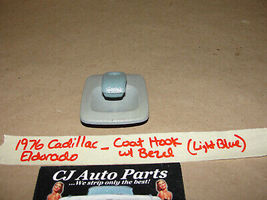 1976 Cadillac - Coat Hook (Light Blue)
Eldorado w/ Bezel
CJ Auto Parts
...We strip only the best!...